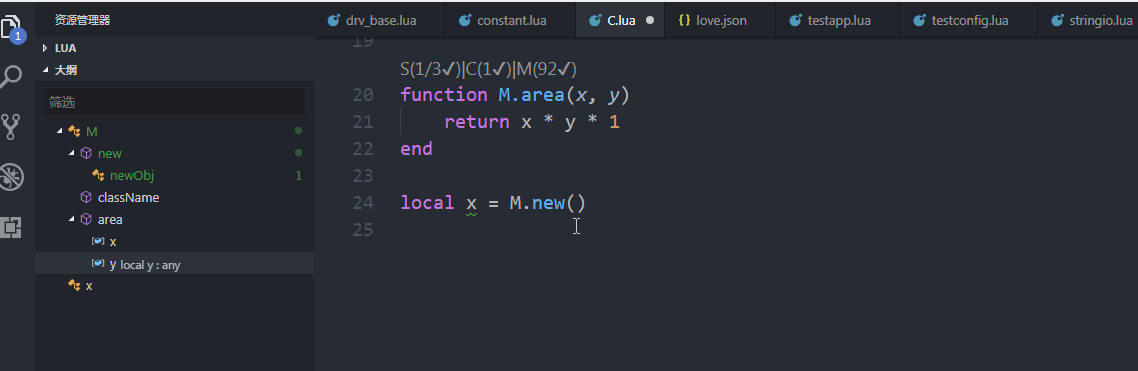 资源管理器
drv_base.lua
constant.lua
C.lua
{} love.json
testapp.lua
testconfig.lua
stringio.lua
1
LUA
大纲
筛选
M
new
newObj 1
className
area
x
y local y : any
x
19
S(1/3✓)|C(1✓)|M(92✓)
20 function M.area(x, y)
21 return x * y * 1
22 end
23
24 local x = M.new()
25